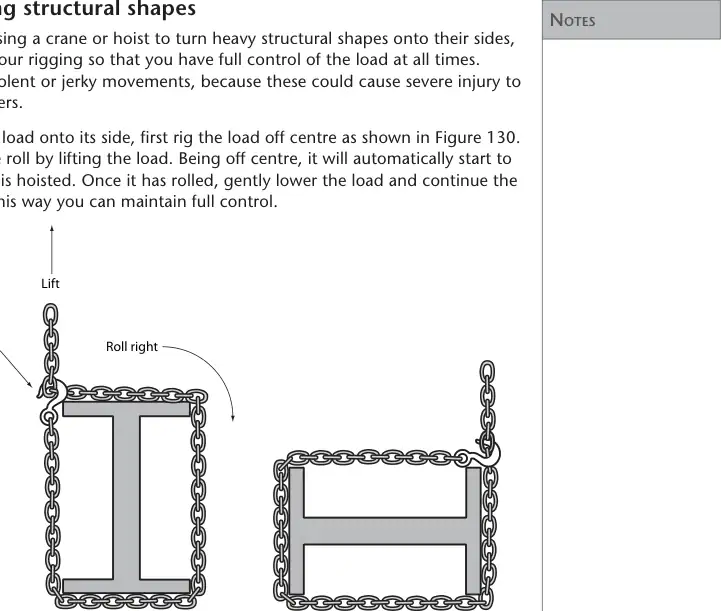 ng structural shapes
sing a crane or hoist to turn heavy structural shapes onto their sides,
our rigging so that you have full control of the load at all times.
olent or jerky movements, because these could cause severe injury to
ers.
load onto its side, first rig the load off centre as shown in Figure 130.
e roll by lifting the load. Being off centre, it will automatically start to
is hoisted. Once it has rolled, gently lower the load and continue the
his way you can maintain full control.
Lift
Roll right
NOTES